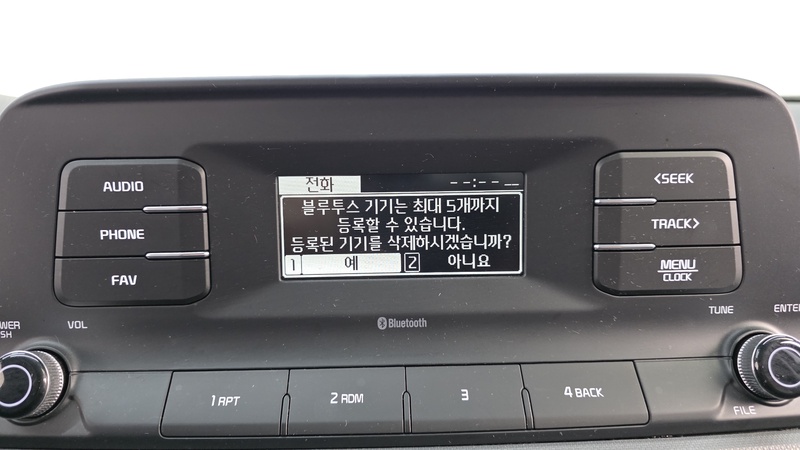 AUDIO
PHONE
FAV
전화
--:-- __
블루투스 기기는 최대 5개까지
등록할 수 있습니다.
등록된 기기를 삭제하시겠습니까?
1 예 2 아니요
<SEEK
TRACK>
MENU
CLOCK
VOL
Bluetooth
TUNE
FILE
1 RPT
2 RDM
3
4 BACK